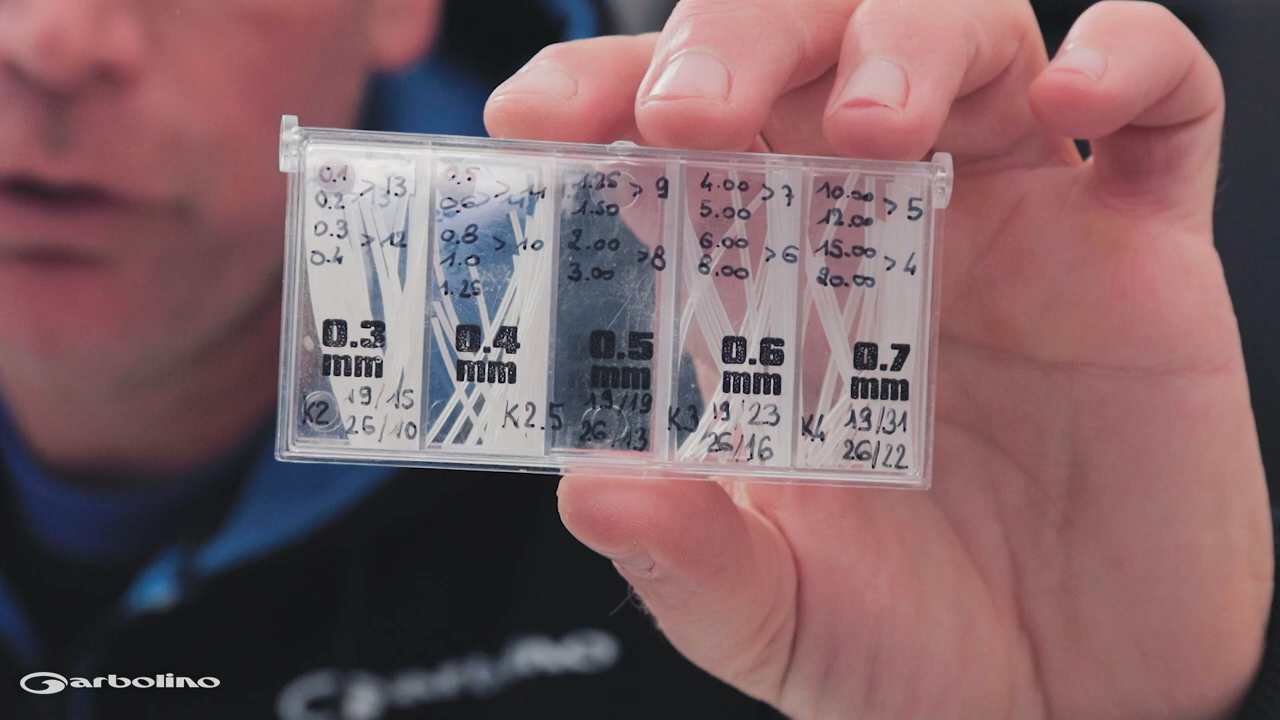 0.1
0.2 > 13
0.3
0.4 > 12
0.3
mm
K2 19/15
26/10
0.5
0.6 > 11
0.8
1.0 > 10
1.25
0.4
mm
K2.5
1.25
1.50 > 9
2.00
3.00 > 8
0.5
mm
19/19
26/13
4.00
5.00 > 7
6.00
8.00 > 6
0.6
mm
K3 19/23
26/16
10.00
12.00 > 5
15.00
20.00 > 4
0.7
mm
K4 19/31
26/22
Garbolino
Garbolino